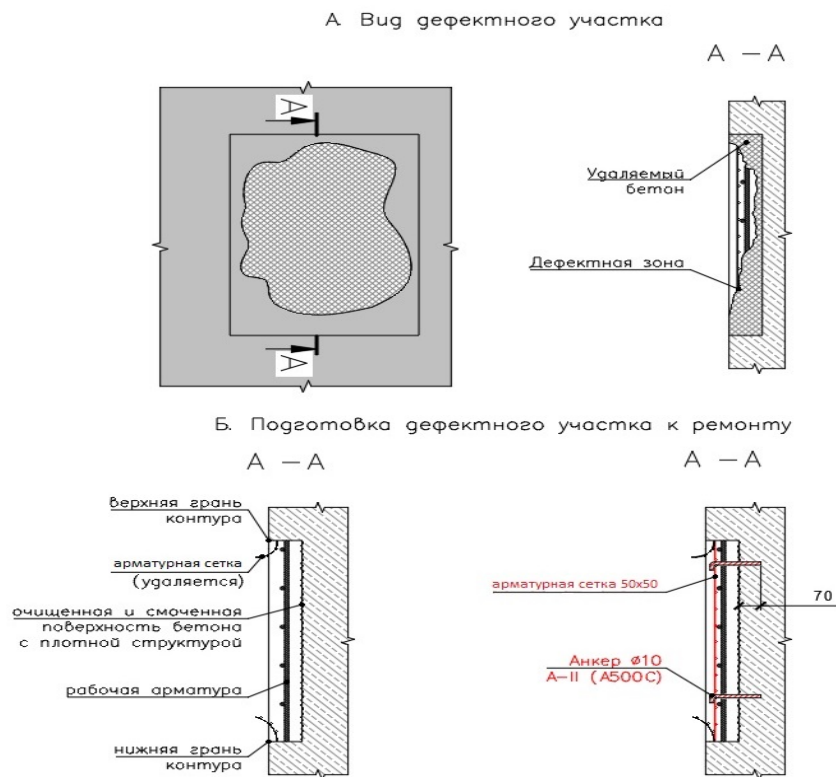 А. Вид дефектного участка
А – А
А
А
Удаляемый
бетон
Дефектная зона
Б. Подготовка дефектного участка к ремонту
А – А
верхняя грань
контура
арматурная сетка
(удаляется)
очищенная и смоченная
поверхность бетона
с плотной структурой
рабочая арматура
нижняя грань
контура
А – А
арматурная сетка 50x50
70
Анкер ø10
А-II (А500С)